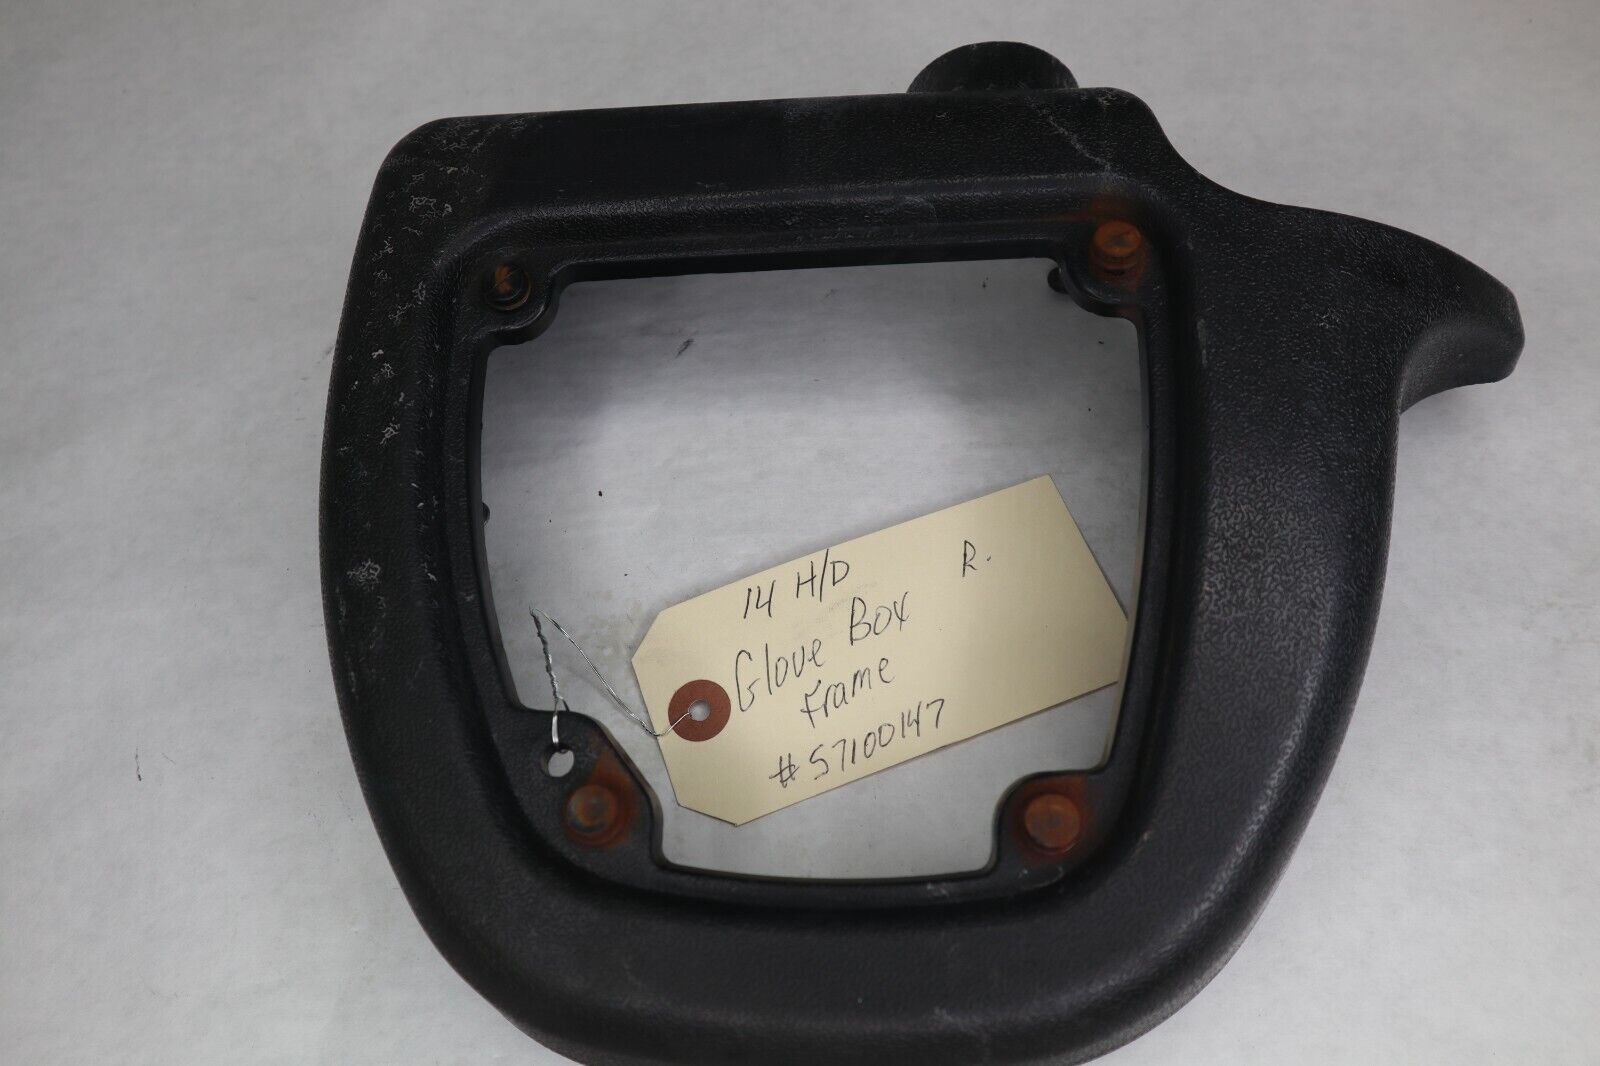 14 H/D R.
Glove Box
Frame
#57100147